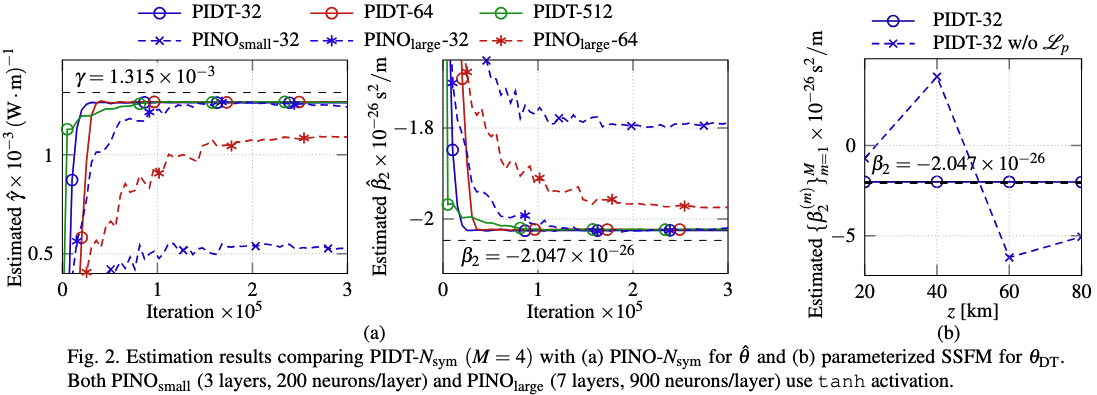 PIDT-32 PIDT-64 PIDT-512
PINOsmall-32 PINOlarge-32 PINOlarge-64
PIDT-32
PIDT-32 w/o ℒp
Estimated γ̂ × 10⁻³ (W·m)⁻¹
γ = 1.315 × 10⁻³
1
0.5
0 1 2 3
Iteration ×10⁵
Estimated β̂₂ × 10⁻²⁶ s²/m
−1.8
−2
β₂ = −2.047 × 10⁻²⁶
0 1 2 3
Iteration ×10⁵
(a)
Estimated {β₂⁽ᵐ⁾}ᴹₘ₌₁ × 10⁻²⁶ s²/m
0
β₂ = −2.047 × 10⁻²⁶
−5
20 40 60 80
z [km]
(b)
Fig. 2. Estimation results comparing PIDT-Nsym (M = 4) with (a) PINO-Nsym for θ̂ and (b) parameterized SSFM for θDT.
Both PINOsmall (3 layers, 200 neurons/layer) and PINOlarge (7 layers, 900 neurons/layer) use tanh activation.